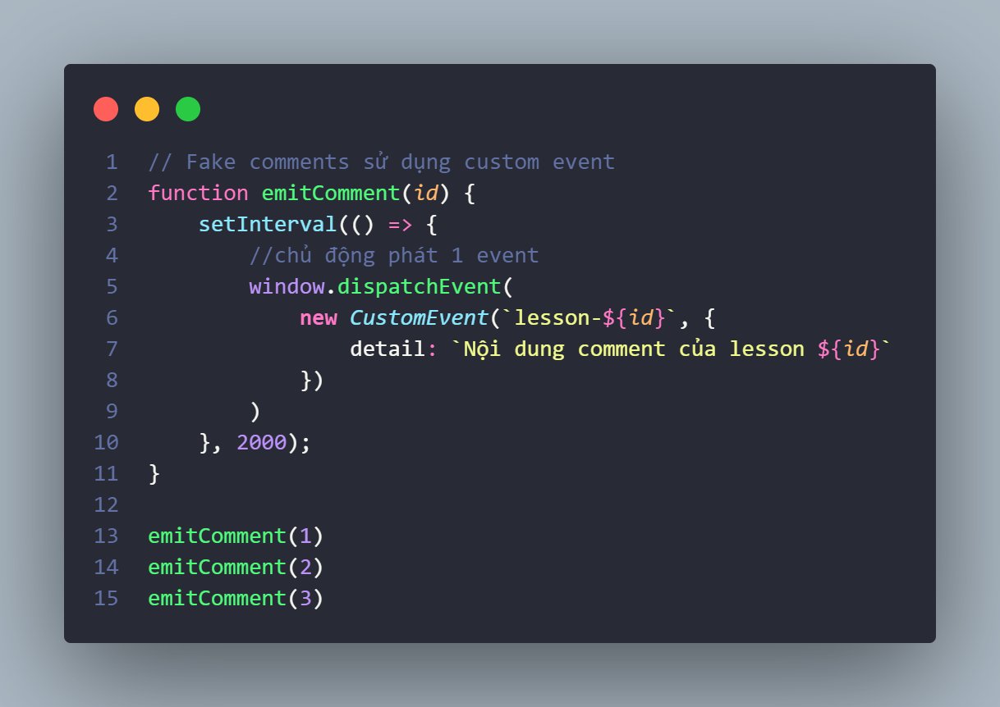 1 // Fake comments sử dụng custom event
2 function emitComment(id) {
3     setInterval(() => {
4         //chủ động phát 1 event
5         window.dispatchEvent(
6             new CustomEvent(`lesson-${id}`, {
7                 detail: `Nội dung comment của lesson ${id}`
8             })
9         )
10     }, 2000);
11 }
12
13 emitComment(1)
14 emitComment(2)
15 emitComment(3)